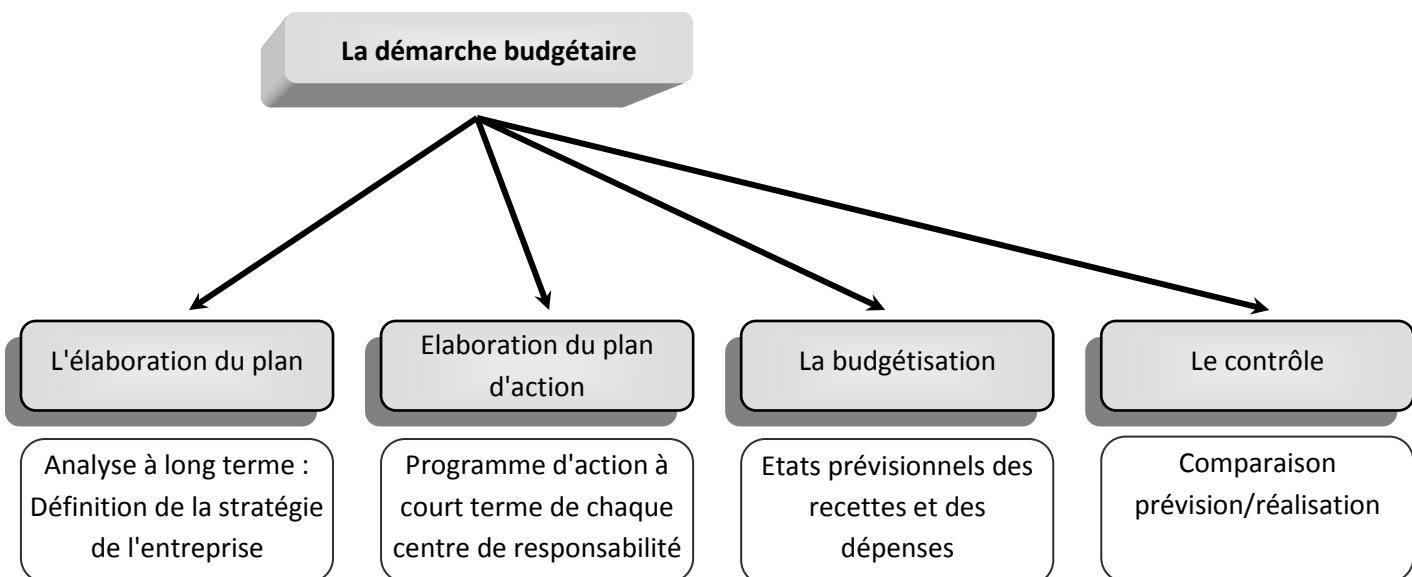 La démarche budgétaire
L'élaboration du plan
Elaboration du plan
d'action
La budgétisation
Le contrôle
Analyse à long terme :
Définition de la stratégie
de l'entreprise
Programme d'action à
court terme de chaque
centre de responsabilité
Etats prévisionnels des
recettes et des
dépenses
Comparaison
prévision/réalisation